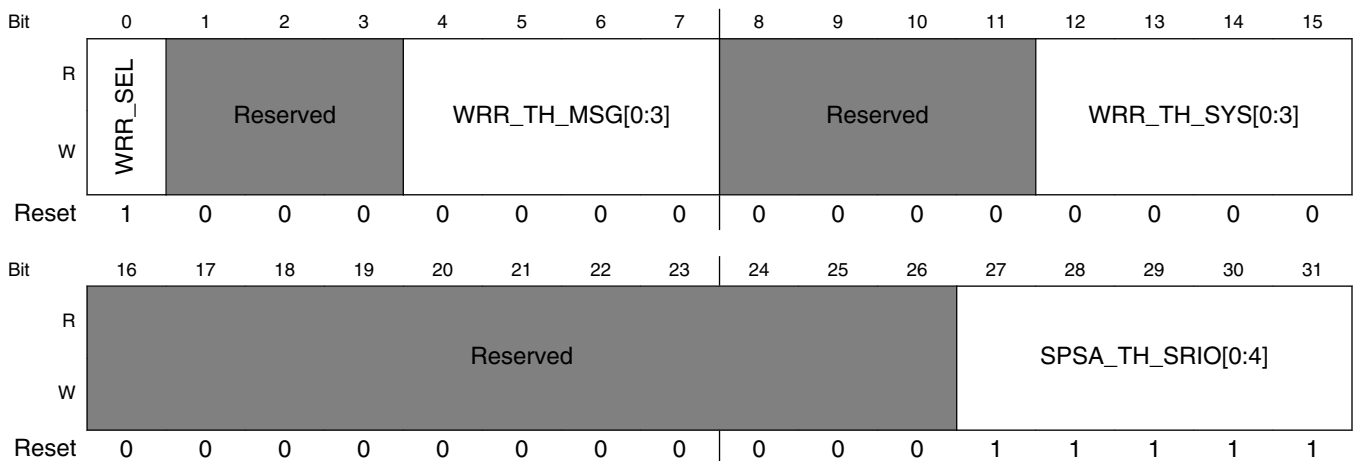 Bit 0 1 2 3 4 5 6 7 8 9 10 11 12 13 14 15
R
WRR_SEL Reserved WRR_TH_MSG[0:3] Reserved WRR_TH_SYS[0:3]
W
Reset 1 0 0 0 0 0 0 0 0 0 0 0 0 0 0 0
Bit 16 17 18 19 20 21 22 23 24 25 26 27 28 29 30 31
R
Reserved SPSA_TH_SRIO[0:4]
W
Reset 0 0 0 0 0 0 0 0 0 0 0 1 1 1 1 1